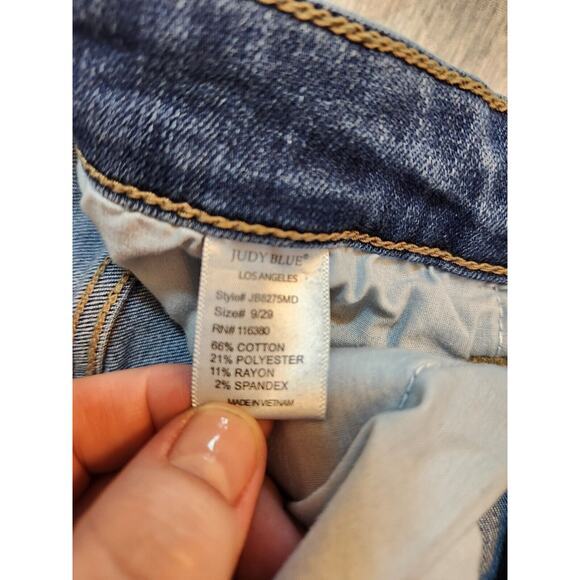 JUDY BLUE®
LOS ANGELES
Style# JB8275MD
Size# 9/29
RN# 116380
66% COTTON
21% POLYESTER
11% RAYON
2% SPANDEX
MADE IN VIETNAM